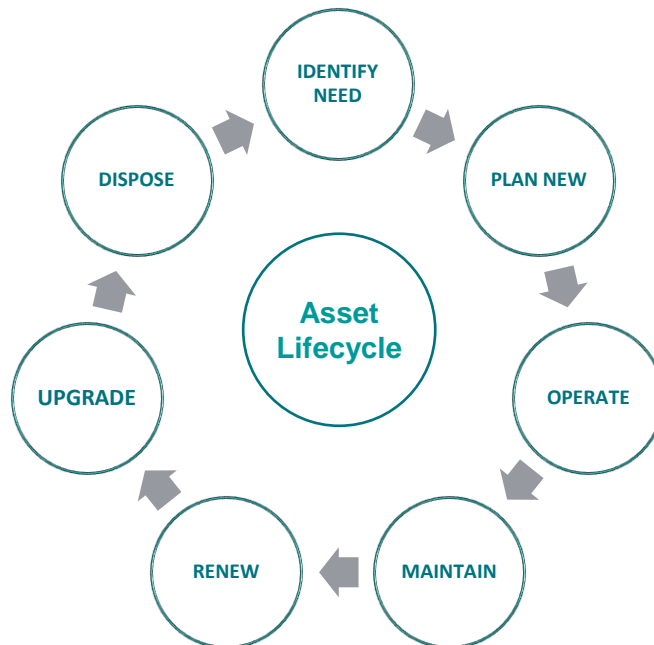 IDENTIFY
NEED
PLAN NEW
OPERATE
MAINTAIN
RENEW
UPGRADE
DISPOSE
Asset
Lifecycle